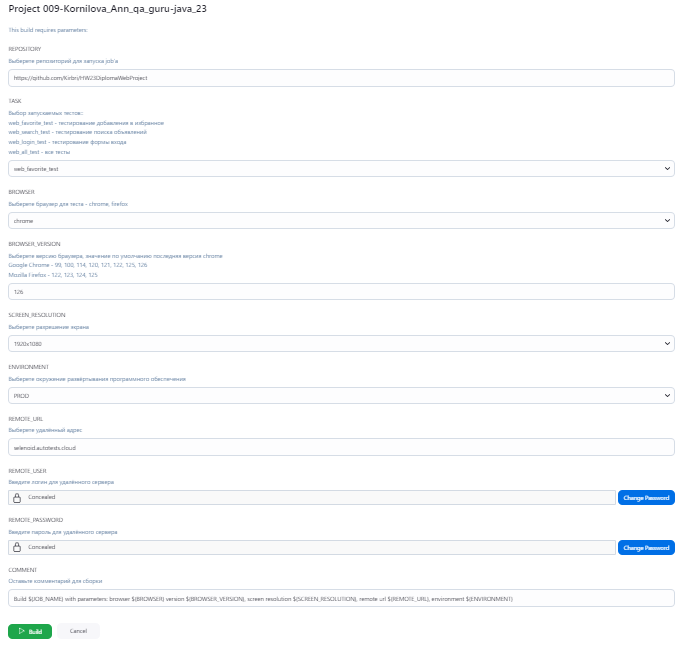 Project 009-Kornilova_Ann_qa_guru-java_23
This build requires parameters:
REPOSITORY
Выберете репозиторий для запуска job'а
https://github.com/Kirbri/HW23DiplomaWebProject
TASK
Выбор запускаемых тестов:
web_favorite_test - тестирование добавления в избранное
web_search_test - тестирование поиска объявлений
web_login_test - тестирование формы входа
web_all_test - все тесты
web_favorite_test
BROWSER
Выберете браузер для теста - chrome, firefox
chrome
BROWSER_VERSION
Выберете версию браузера, значение по умолчанию последняя версия chrome
Google Chrome - 99, 100, 114, 120, 121, 122, 125, 126
Mozilla Firefox - 122, 123, 124, 125
126
SCREEN_RESOLUTION
Выберете разрешение экрана
1920x1080
ENVIRONMENT
Выберете окружение развёртывания программного обеспечения
PROD
REMOTE_URL
Выберете удалённый адрес
selenoid.autotests.cloud
REMOTE_USER
Введите логин для удалённого сервера
Concealed
Change Password
REMOTE_PASSWORD
Введите пароль для удалённого сервера
Concealed
Change Password
COMMENT
Оставьте комментарий для сборки
Build ${JOB_NAME} with parameters: browser ${BROWSER} version ${BROWSER_VERSION}, screen resolution ${SCREEN_RESOLUTION}, remote url ${REMOTE_URL}, environment ${ENVIRONMENT}
Build
Cancel